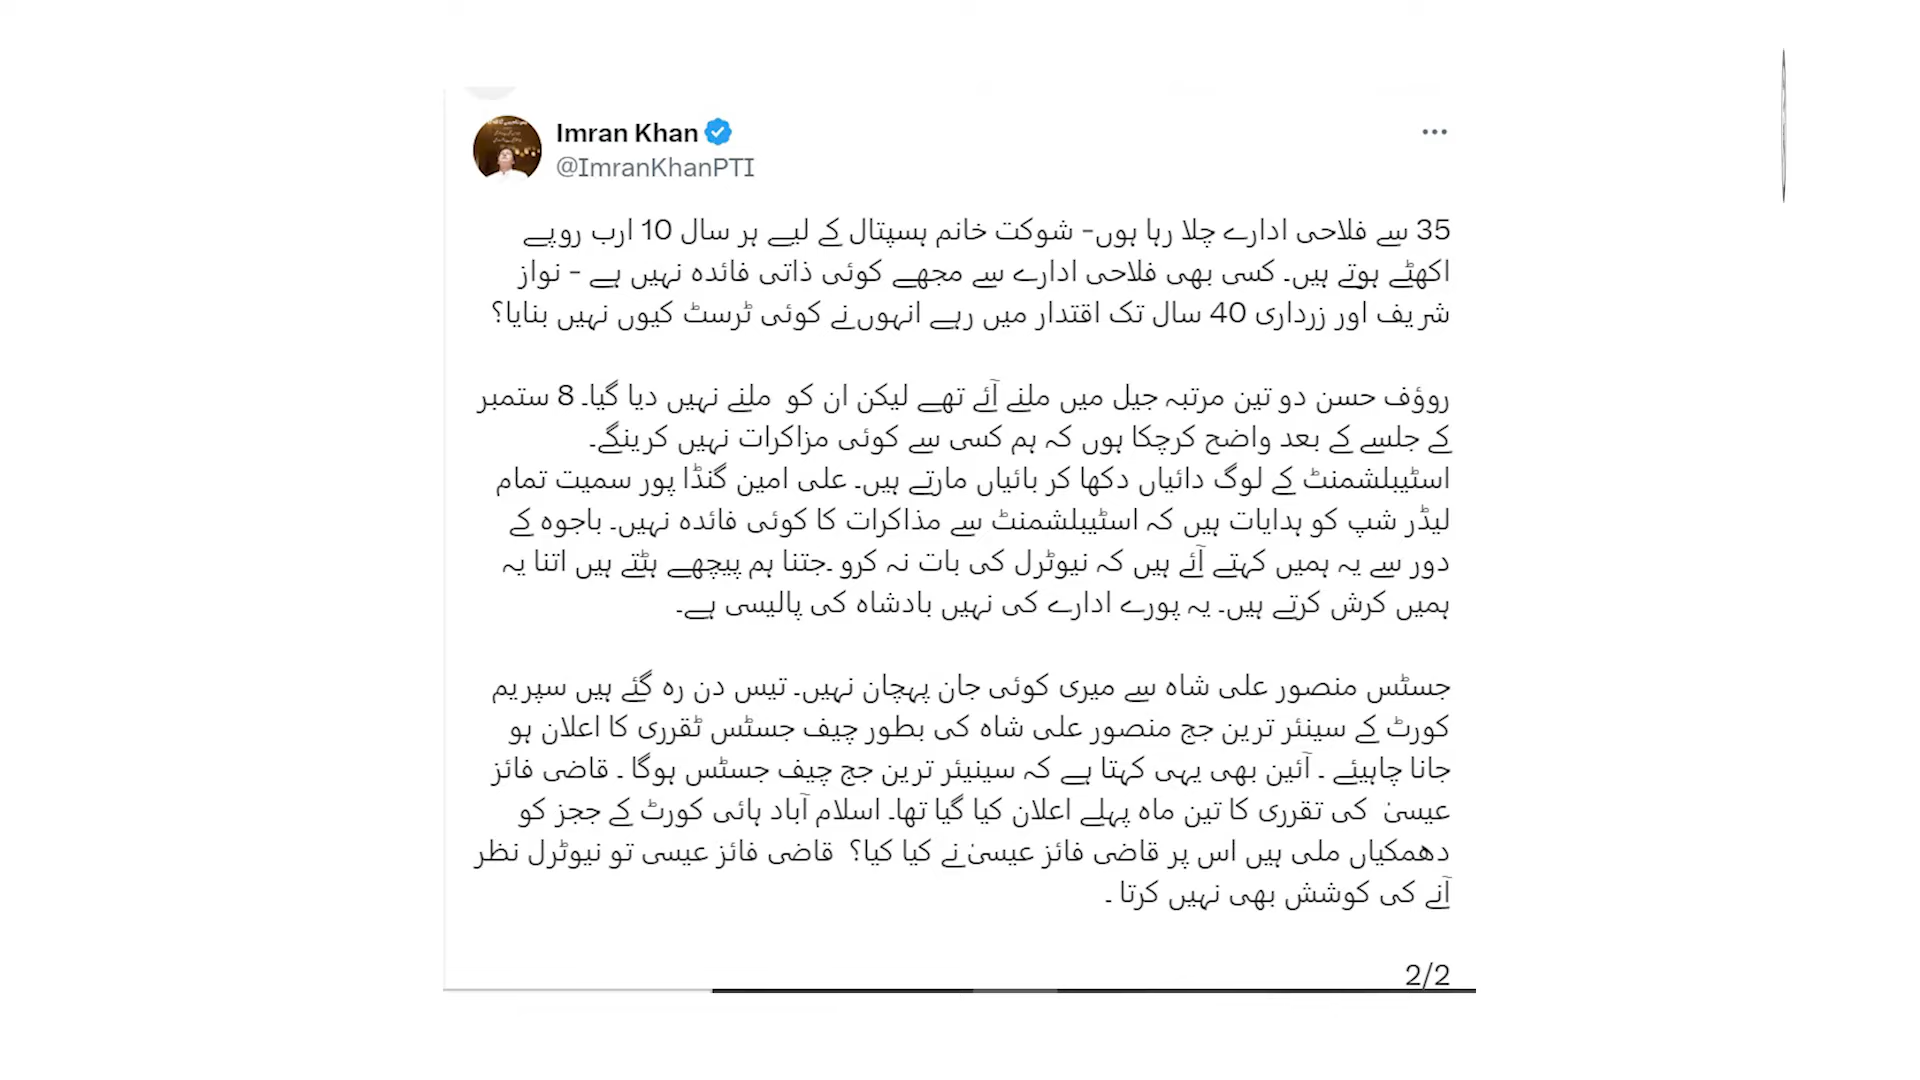 Imran Khan
@ImranKhanPTI
35 سے فلاحی ادارے چلا رہا ہوں- شوکت خانم ہسپتال کے لیے ہر سال 10 ارب روپے
اکھٹے ہوتے ہیں۔ کسی بھی فلاحی ادارے سے مجھے کوئی ذاتی فائدہ نہیں ہے - نواز
شریف اور زرداری 40 سال تک اقتدار میں رہے انہوں نے کوئی ٹرسٹ کیوں نہیں بنایا؟
روؤف حسن دو تین مرتبہ جیل میں ملنے آئے تھے لیکن ان کو ملنے نہیں دیا گیا۔ 8 ستمبر
کے جلسے کے بعد واضح کرچکا ہوں کہ ہم کسی سے کوئی مزاکرات نہیں کرینگے۔
اسٹیبلشمنٹ کے لوگ دائیاں دکھا کر بائیاں مارتے ہیں۔ علی امین گنڈا پور سمیت تمام
لیڈر شپ کو ہدایات ہیں کہ اسٹیبلشمنٹ سے مذاکرات کا کوئی فائدہ نہیں۔ باجوہ کے
دور سے یہ ہمیں کہتے آئے ہیں کہ نیوٹرل کی بات نہ کرو ۔جتنا ہم پیچھے ہٹتے ہیں اتنا یہ
ہمیں کرش کرتے ہیں۔ یہ پورے ادارے کی نہیں بادشاہ کی پالیسی ہے۔
جسٹس منصور علی شاہ سے میری کوئی جان پہچان نہیں۔ تیس دن رہ گئے ہیں سپریم
کورٹ کے سینئر ترین جج منصور علی شاہ کی بطور چیف جسٹس ٹقرری کا اعلان ہو
جانا چاہیئے ۔ آئین بھی یہی کہتا ہے کہ سینیئر ترین جج چیف جسٹس ہوگا ۔ قاضی فائز
عیسیٰ کی تقرری کا تین ماہ پہلے اعلان کیا گیا تھا۔ اسلام آباد ہائی کورٹ کے ججز کو
دھمکیاں ملی ہیں اس پر قاضی فائز عیسیٰ نے کیا کیا؟ قاضی فائز عیسی تو نیوٹرل نظر
آنے کی کوشش بھی نہیں کرتا ۔
2/2